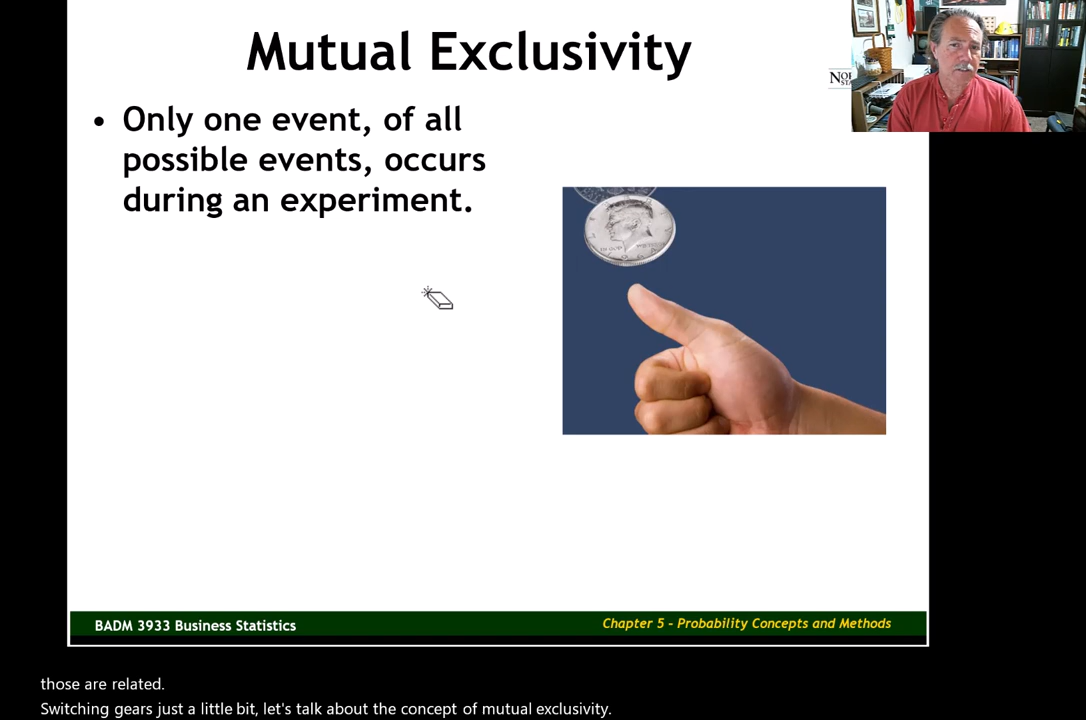 Mutual Exclusivity
• Only one event, of all
possible events, occurs
during an experiment.
BADM 3933 Business Statistics
Chapter 5 - Probability Concepts and Methods
those are related.
Switching gears just a little bit, let's talk about the concept of mutual exclusivity.